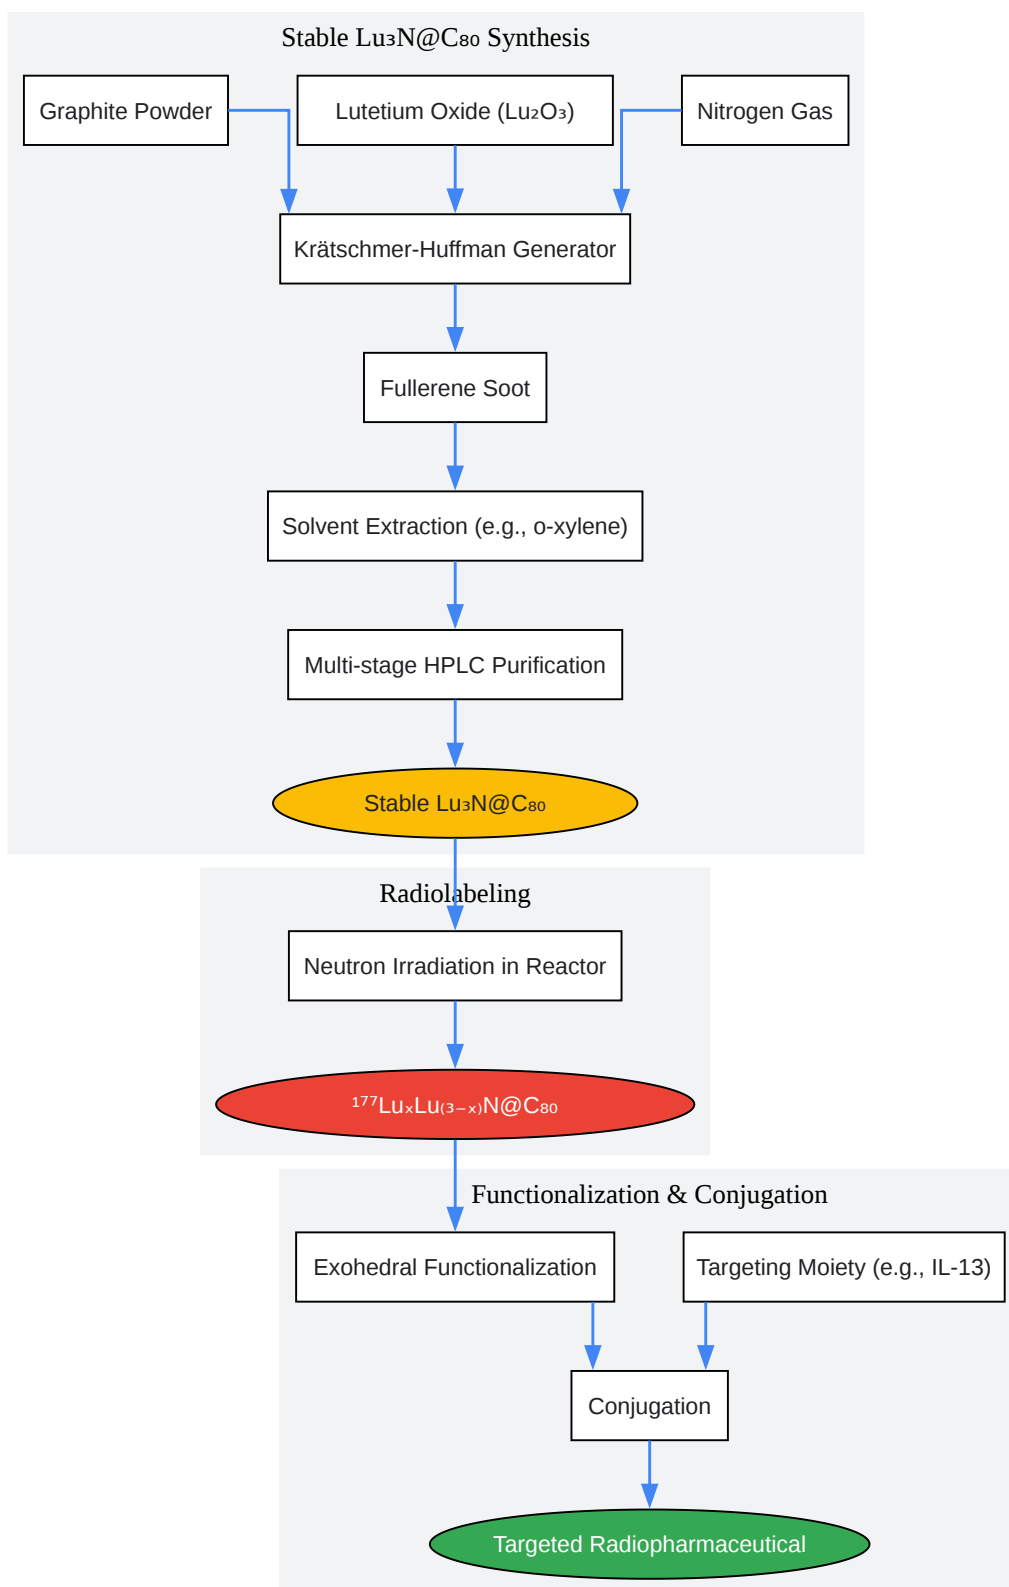 Stable Lu₃N@C₈₀ Synthesis
Graphite Powder
Lutetium Oxide (Lu₂O₃)
Nitrogen Gas
Krätschmer-Huffman Generator
Fullerene Soot
Solvent Extraction (e.g., o-xylene)
Multi-stage HPLC Purification
Stable Lu₃N@C₈₀
Radiolabeling
Neutron Irradiation in Reactor
¹⁷⁷LuₓLu₍₃₋ₓ₎N@C₈₀
Functionalization & Conjugation
Exohedral Functionalization
Targeting Moiety (e.g., IL-13)
Conjugation
Targeted Radiopharmaceutical